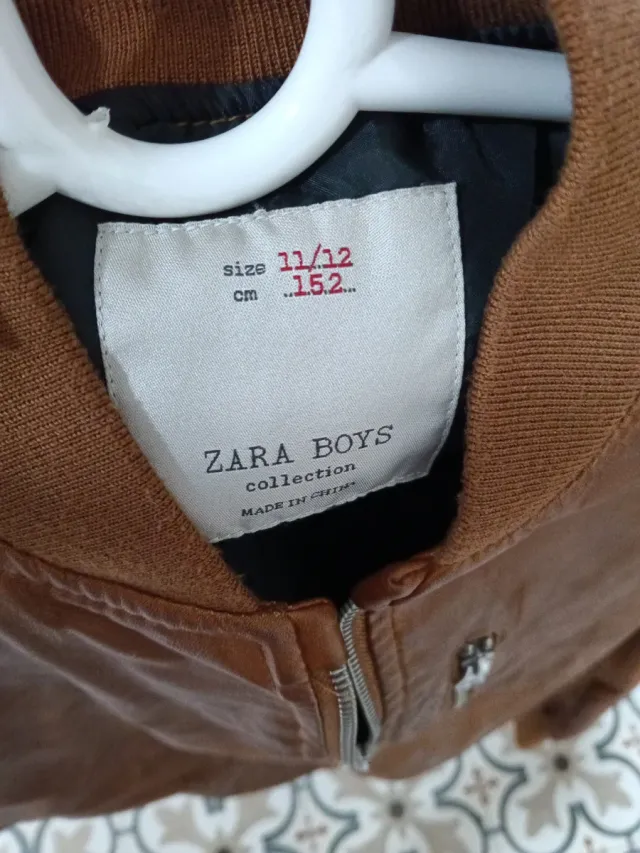 size 11/12
cm ..152...
ZARA BOYS
collection
MADE IN CHINA